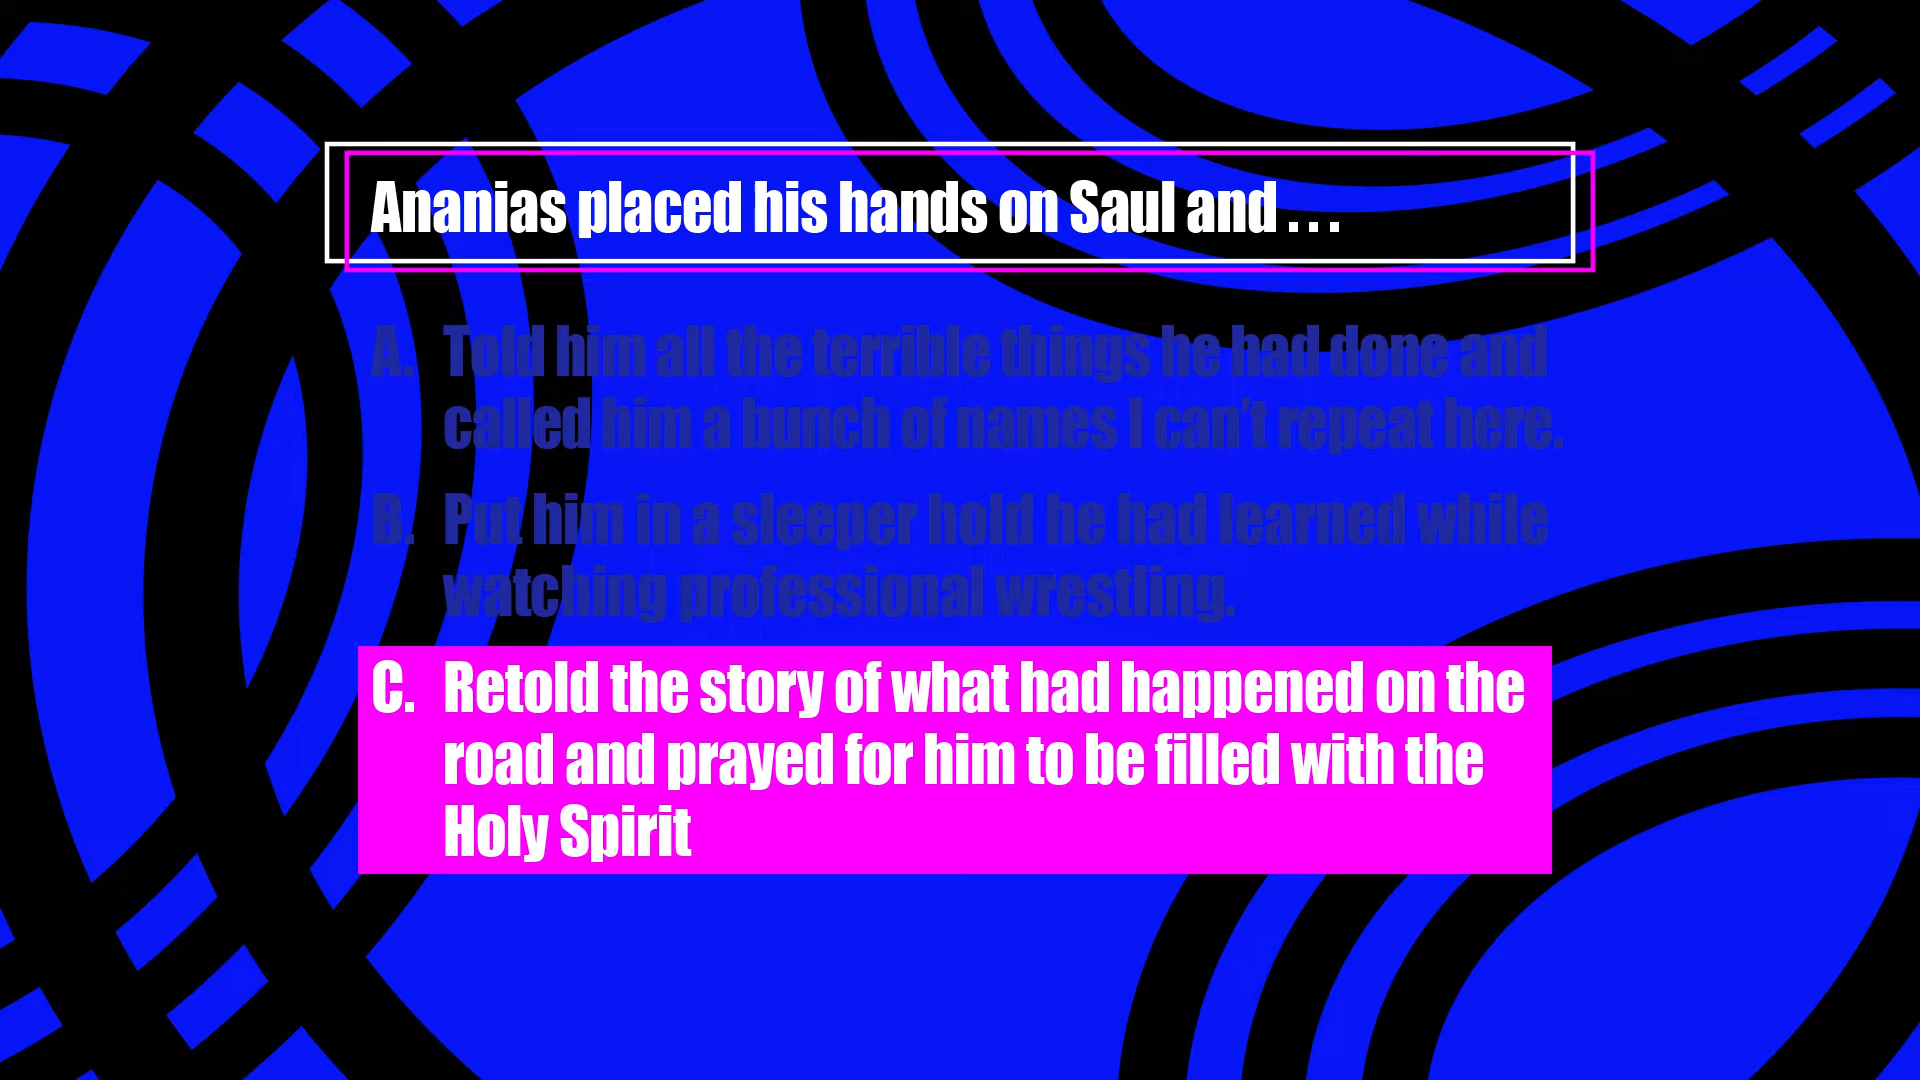 Ananias placed his hands on Saul and . . .
A. Told him all the terrible things he had done and
called him a bunch of names I can't repeat here.
B. Put him in a sleeper hold he had learned while
watching professional wrestling.
C. Retold the story of what had happened on the
road and prayed for him to be filled with the
Holy Spirit